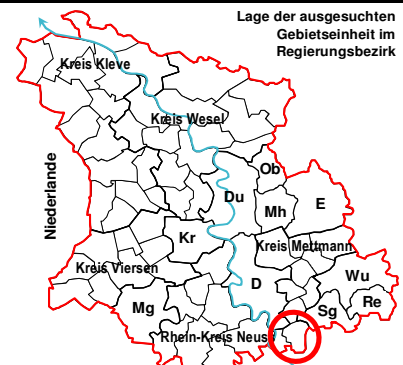 Lage der ausgesuchten
Gebietseinheit im
Regierungsbezirk
Kreis Kleve
Kreis Wesel
Niederlande
Ob
Du
Mh
E
Kr
Kreis Mettmann
Kreis Viersen
D
Wu
Mg
Sg
Re
Rhein-Kreis Neuss